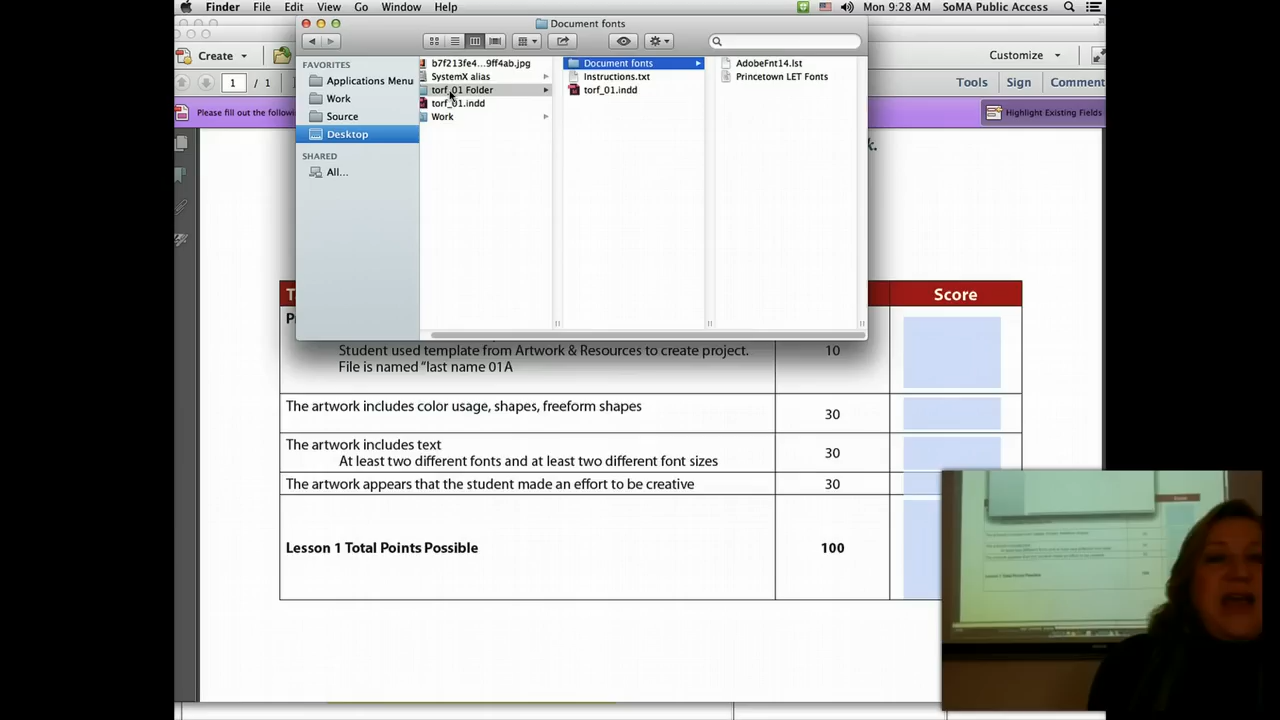 Finder File Edit View Go Window Help Mon 9:28 AM SoMA Public Access
Document fonts
Create
Customize
1 / 1
Tools Sign Comment
Please fill out the followi
Highlight Existing Fields
FAVORITES
Applications Menu
Work
Source
Desktop
SHARED
All...
b7f213fe4...9ff4ab.jpg
SystemX alias
torf_01 Folder
torf_01.indd
Work
Document fonts
Instructions.txt
torf_01.indd
AdobeFnt14.lst
Princetown LET Fonts
k.
T
Score
P
Student used template from Artwork & Resources to create project.
10
File is named “last name 01A
The artwork includes color usage, shapes, freeform shapes
30
The artwork includes text
At least two different fonts and at least two different font sizes
30
The artwork appears that the student made an effort to be creative
30
Lesson 1 Total Points Possible
100
Lesson 1 Total Points Possible